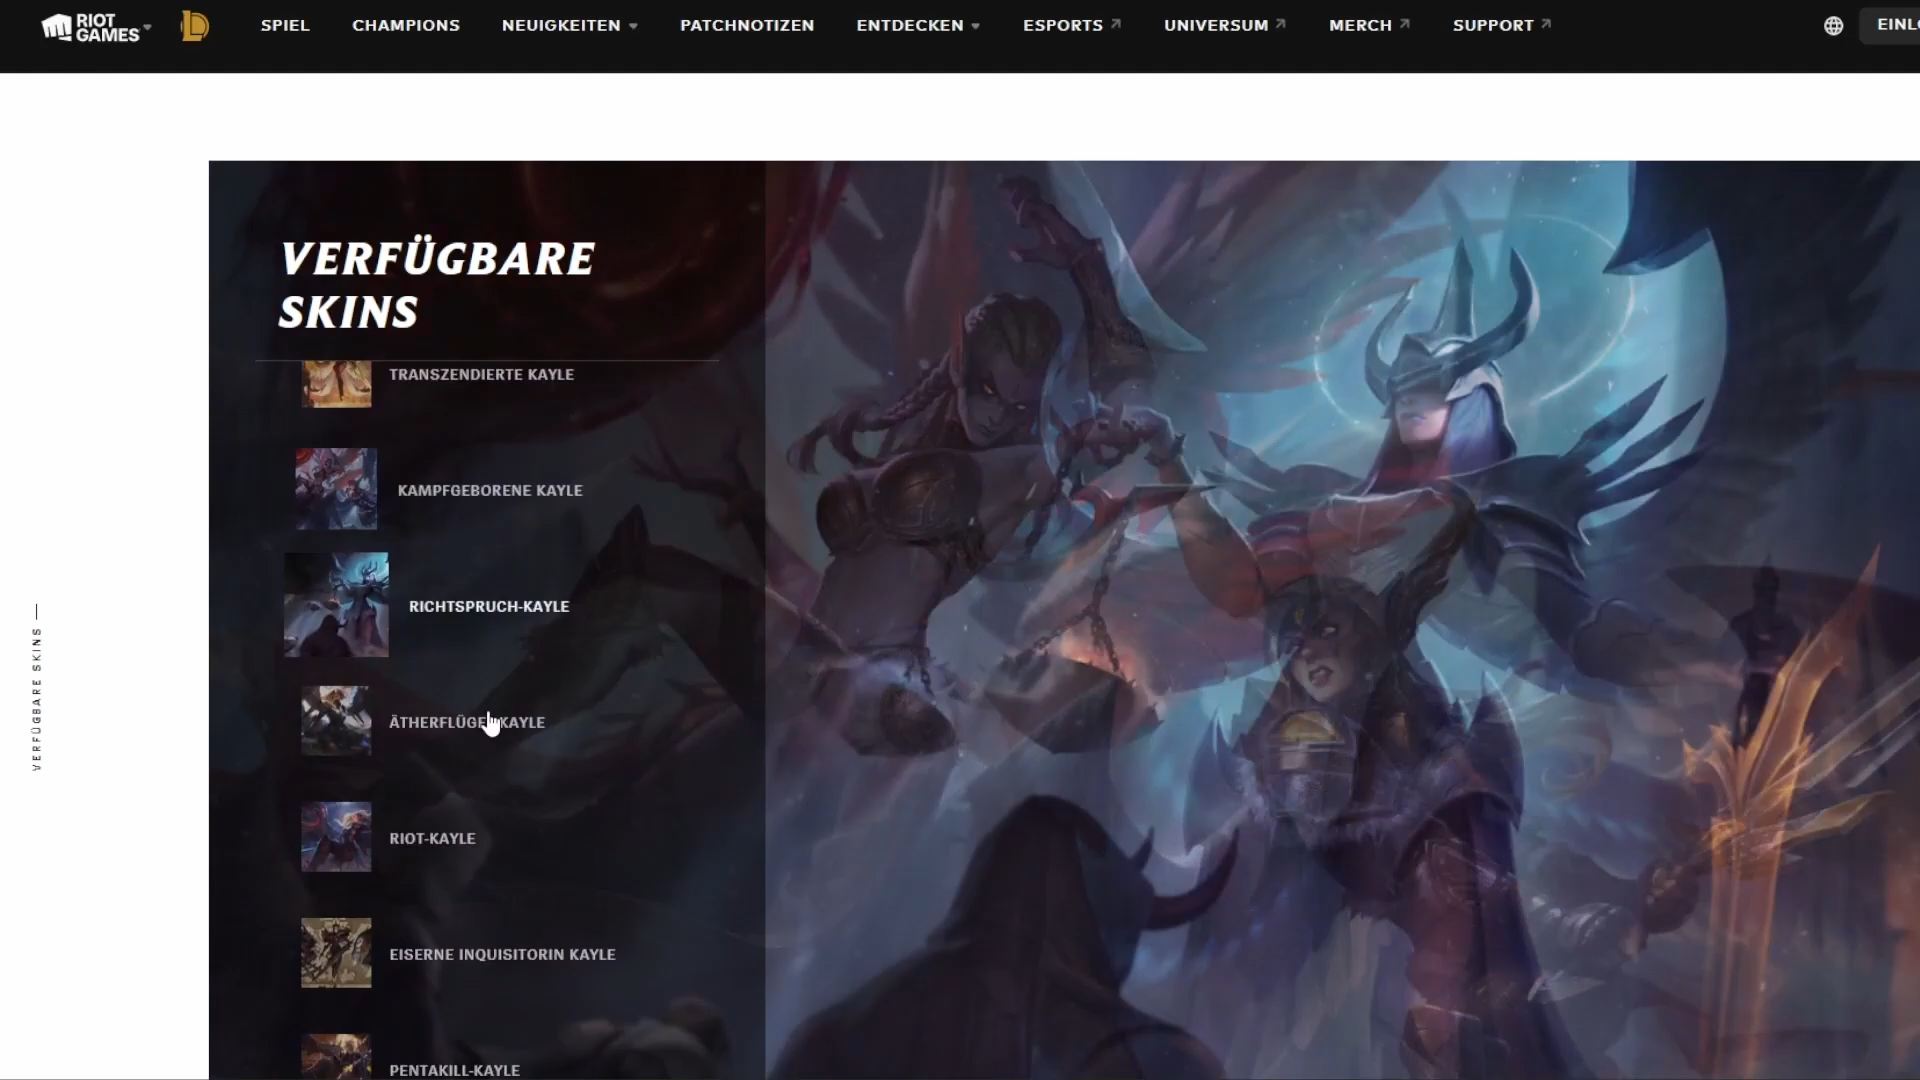 RIOT GAMES
SPIEL CHAMPIONS NEUIGKEITEN PATCHNOTIZEN ENTDECKEN ESPORTS UNIVERSUM MERCH SUPPORT
VERFÜGBARE
SKINS
TRANSZENDIERTE KAYLE
KAMPFGEBORENE KAYLE
RICHTSPRUCH-KAYLE
KAYLE
RIOT-KAYLE
EISERNE INQUISITORIN KAYLE
PENTAKILL-KAYLE
VERFÜGBARE SKINS